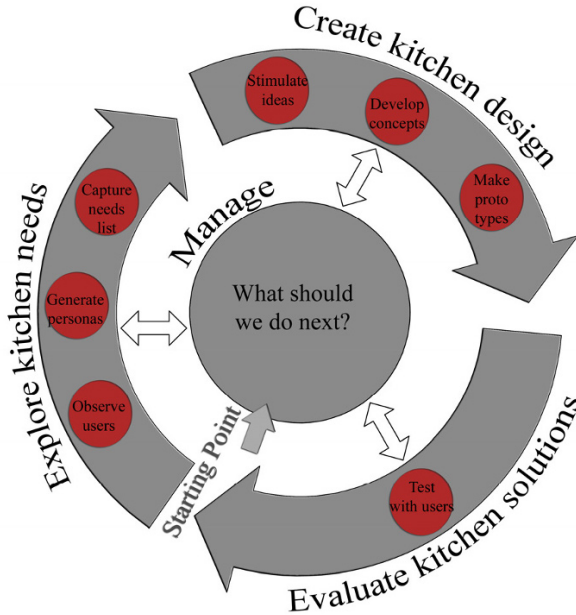 Create kitchen design
Stimulate
ideas
Develop
concepts
Make
proto
types
Manage
What should
we do next?
Explore kitchen needs
Capture
needs
list
Generate
personas
Observe
users
Starting Point
Test
with users
Evaluate kitchen solutions